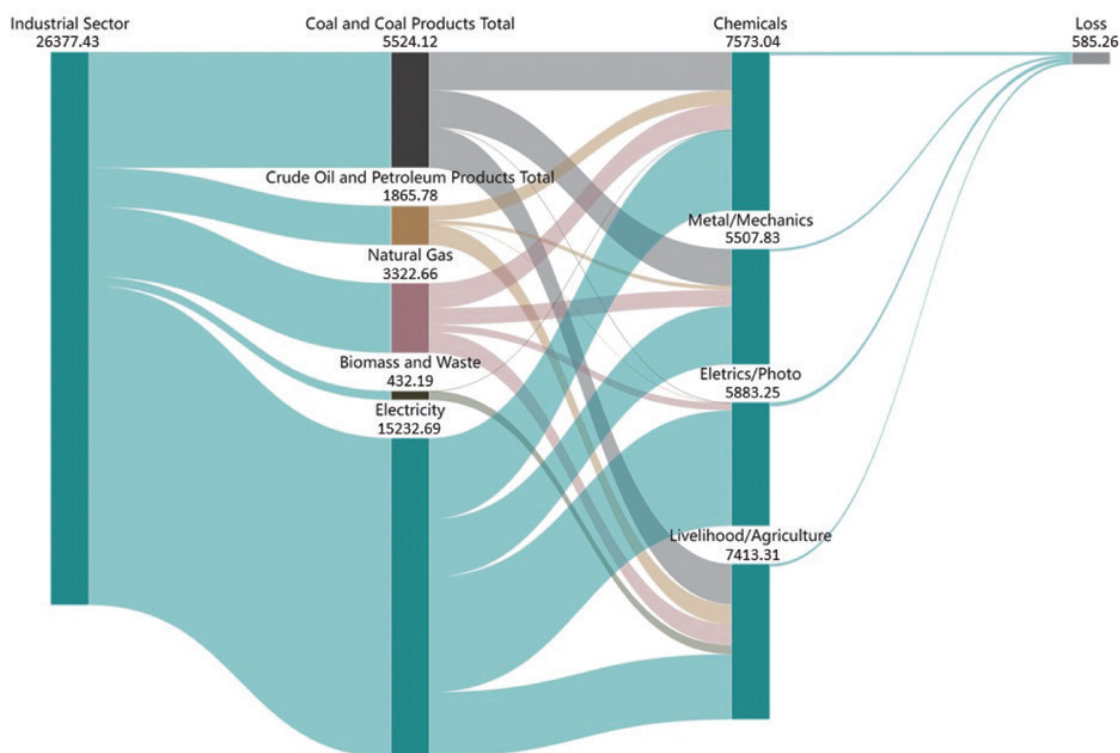 Industrial Sector
26377.43
Coal and Coal Products Total
5524.12
Crude Oil and Petroleum Products Total
1865.78
Natural Gas
3322.66
Biomass and Waste
432.19
Electricity
15232.69
Chemicals
7573.04
Metal/Mechanics
5507.83
Eletrics/Photo
5883.25
Livelihood/Agriculture
7413.31
Loss
585.26